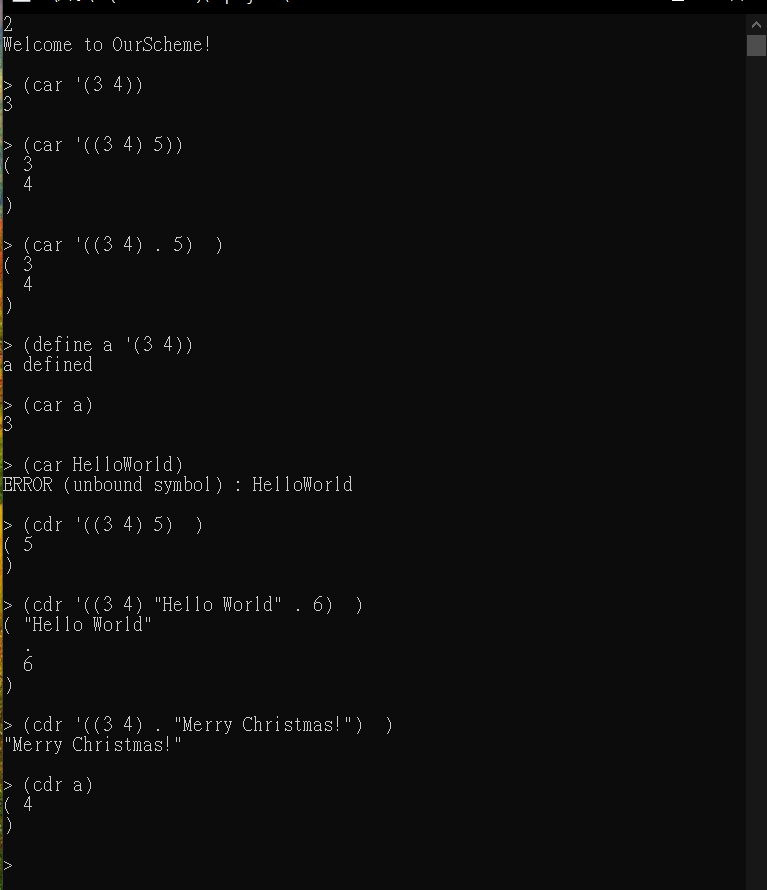 2
Welcome to OurScheme!
> (car '(3 4))
3
> (car '((3 4) 5))
( 3
  4
)
> (car '((3 4) . 5)  )
( 3
  4
)
> (define a '(3 4))
a defined
> (car a)
3
> (car HelloWorld)
ERROR (unbound symbol) : HelloWorld
> (cdr '((3 4) 5)  )
( 5
)
> (cdr '((3 4) "Hello World" . 6)  )
( "Hello World"
  .
  6
)
> (cdr '((3 4) . "Merry Christmas!")  )
"Merry Christmas!"
> (cdr a)
( 4
)
>